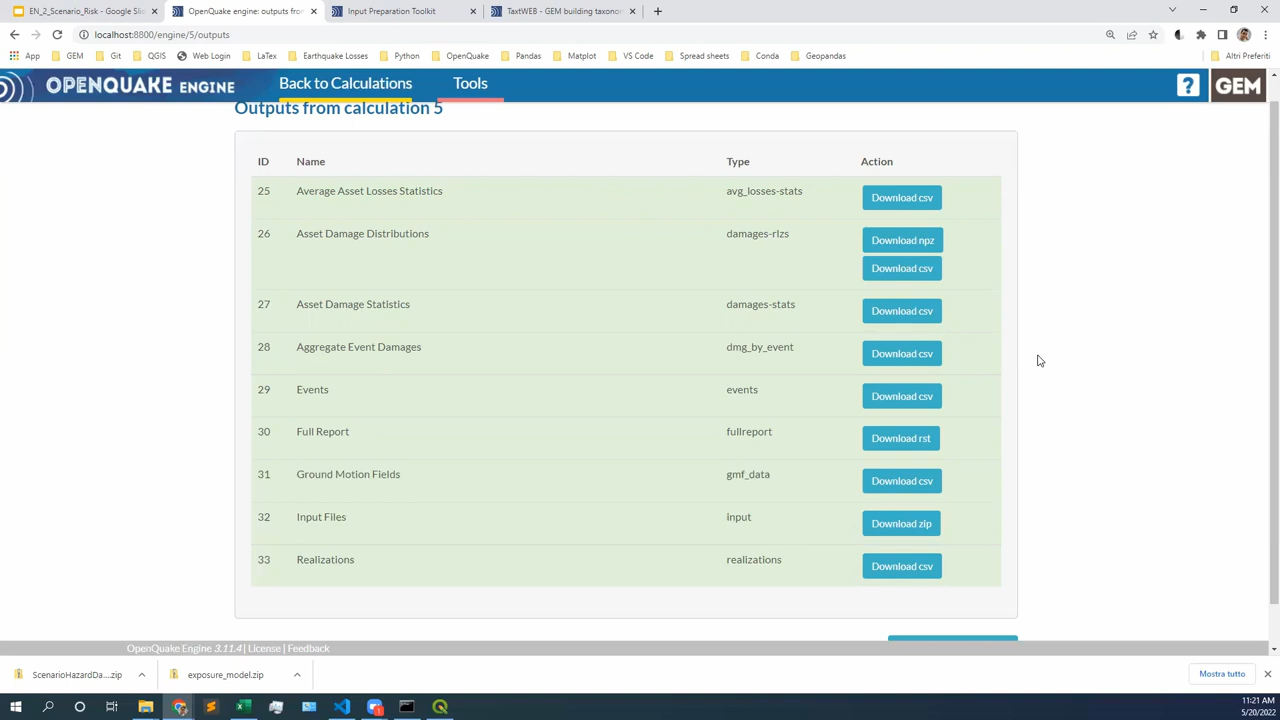 EN_2_Scenario_Risk - Google Sli
OpenQuake engine: outputs from
Input Preparation Toolkit
TaxtWEB - GEM building taxonom
localhost:8800/engine/5/outputs
App
GEM
Git
QGIS
Web Login
LaTex
Earthquake Losses
Python
OpenQuake
Pandas
Matplot
VS Code
Spread sheets
Conda
Geopandas
Altri Preferiti
OPENQUAKE ENGINE
Back to Calculations
Tools
?
GEM
Outputs from calculation 5
ID Name Type Action
25 Average Asset Losses Statistics avg_losses-stats Download csv
26 Asset Damage Distributions damages-rlzs Download npz
Download csv
27 Asset Damage Statistics damages-stats Download csv
28 Aggregate Event Damages dmg_by_event Download csv
29 Events events Download csv
30 Full Report fullreport Download rst
31 Ground Motion Fields gmf_data Download csv
32 Input Files input Download zip
33 Realizations realizations Download csv
OpenQuake Engine 3.11.4 | License | Feedback
ScenarioHazardDa....zip
exposure_model.zip
Mostra tutto
11:21 AM
5/20/2022